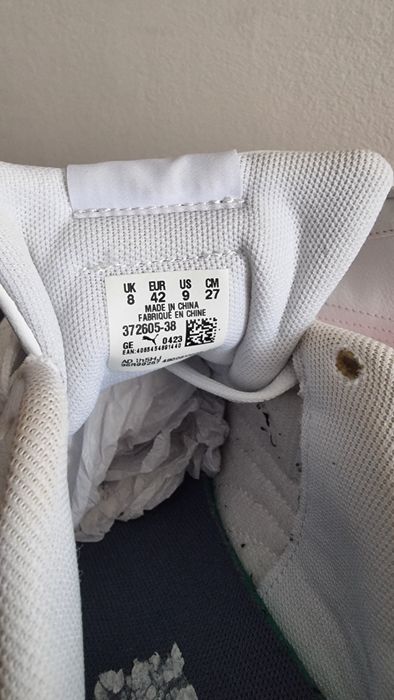 UK EUR US CM
8 42 9 27
MADE IN CHINA
FABRIQUE EN CHINE
372605-38
GE 0423